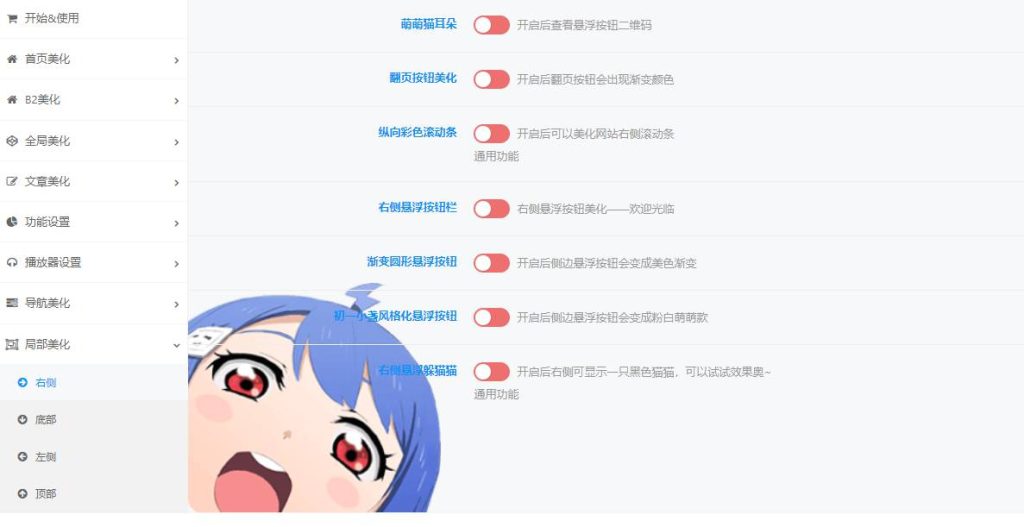 开始&使用
首页美化
B2美化
全局美化
文章美化
功能设置
播放器设置
导航美化
局部美化
右侧
底部
左侧
顶部
萌萌猫耳朵 开启后查看悬浮按钮二维码
翻页按钮美化 开启后翻页按钮会出现渐变颜色
纵向彩色滚动条 开启后可以美化网站右侧滚动条
通用功能
右侧悬浮按钮栏 右侧悬浮按钮美化——欢迎光临
渐变圆形悬浮按钮 开启后侧边悬浮按钮会变成美色渐变
初一小盏风格化悬浮按钮 开启后侧边悬浮按钮会变成粉白萌萌款
右侧悬浮躲猫猫 开启后右侧可显示一只黑色猫猫，可以试试效果奥~
通用功能